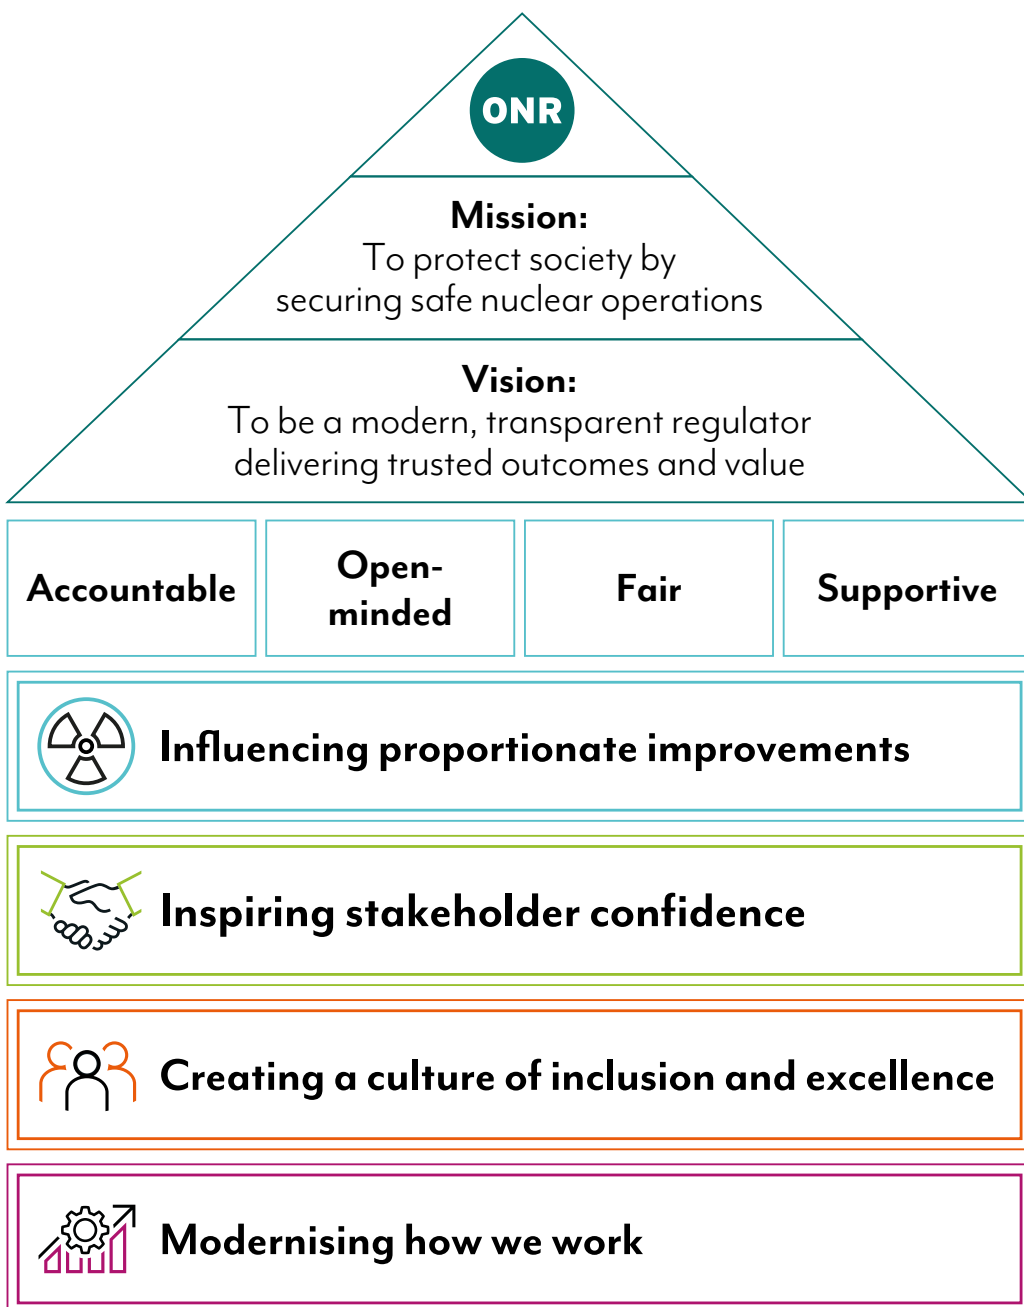 ONR
Mission:
To protect society by
securing safe nuclear operations
Vision:
To be a modern, transparent regulator
delivering trusted outcomes and value
Accountable
Open-
minded
Fair
Supportive
Influencing proportionate improvements
Inspiring stakeholder confidence
Creating a culture of inclusion and excellence
Modernising how we work